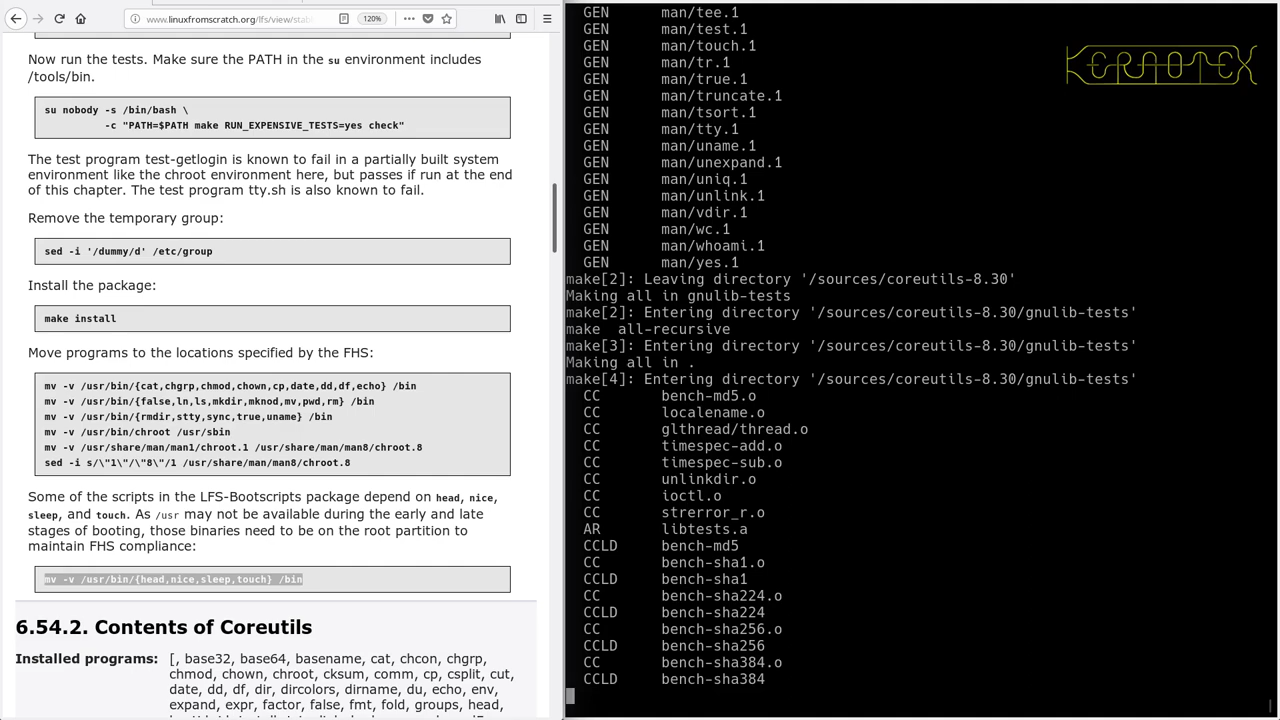 www.linuxfromscratch.org/lfs/view/stabl
120%
Now run the tests. Make sure the PATH in the su environment includes
/tools/bin.
su nobody -s /bin/bash \
-c "PATH=$PATH make RUN_EXPENSIVE_TESTS=yes check"
The test program test-getlogin is known to fail in a partially built system
environment like the chroot environment here, but passes if run at the end
of this chapter. The test program tty.sh is also known to fail.
Remove the temporary group:
sed -i '/dummy/d' /etc/group
Install the package:
make install
Move programs to the locations specified by the FHS:
mv -v /usr/bin/{cat,chgrp,chmod,chown,cp,date,dd,df,echo} /bin
mv -v /usr/bin/{false,ln,ls,mkdir,mknod,mv,pwd,rm} /bin
mv -v /usr/bin/{rmdir,stty,sync,true,uname} /bin
mv -v /usr/bin/chroot /usr/sbin
mv -v /usr/share/man/man1/chroot.1 /usr/share/man/man8/chroot.8
sed -i s/\"1\"/\"8\"/1 /usr/share/man/man8/chroot.8
Some of the scripts in the LFS-Bootscripts package depend on head, nice,
sleep, and touch. As /usr may not be available during the early and late
stages of booting, those binaries need to be on the root partition to
maintain FHS compliance:
mv -v /usr/bin/{head,nice,sleep,touch} /bin
6.54.2. Contents of Coreutils
Installed programs: [, base32, base64, basename, cat, chcon, chgrp,
chmod, chown, chroot, cksum, comm, cp, csplit, cut,
date, dd, df, dir, dircolors, dirname, du, echo, env,
expand, expr, factor, false, fmt, fold, groups, head,
GEN man/tee.1
GEN man/test.1
GEN man/touch.1
GEN man/tr.1
GEN man/true.1
GEN man/truncate.1
GEN man/tsort.1
GEN man/tty.1
GEN man/uname.1
GEN man/unexpand.1
GEN man/uniq.1
GEN man/unlink.1
GEN man/vdir.1
GEN man/wc.1
GEN man/whoami.1
GEN man/yes.1
make[2]: Leaving directory '/sources/coreutils-8.30'
Making all in gnulib-tests
make[2]: Entering directory '/sources/coreutils-8.30/gnulib-tests'
make  all-recursive
make[3]: Entering directory '/sources/coreutils-8.30/gnulib-tests'
Making all in .
make[4]: Entering directory '/sources/coreutils-8.30/gnulib-tests'
CC bench-md5.o
CC localename.o
CC glthread/thread.o
CC timespec-add.o
CC timespec-sub.o
CC unlinkdir.o
CC ioctl.o
CC strerror_r.o
AR libtests.a
CCLD bench-md5
CC bench-sha1.o
CCLD bench-sha1
CC bench-sha224.o
CCLD bench-sha224
CC bench-sha256.o
CCLD bench-sha256
CC bench-sha384.o
CCLD bench-sha384
KERAOTEX